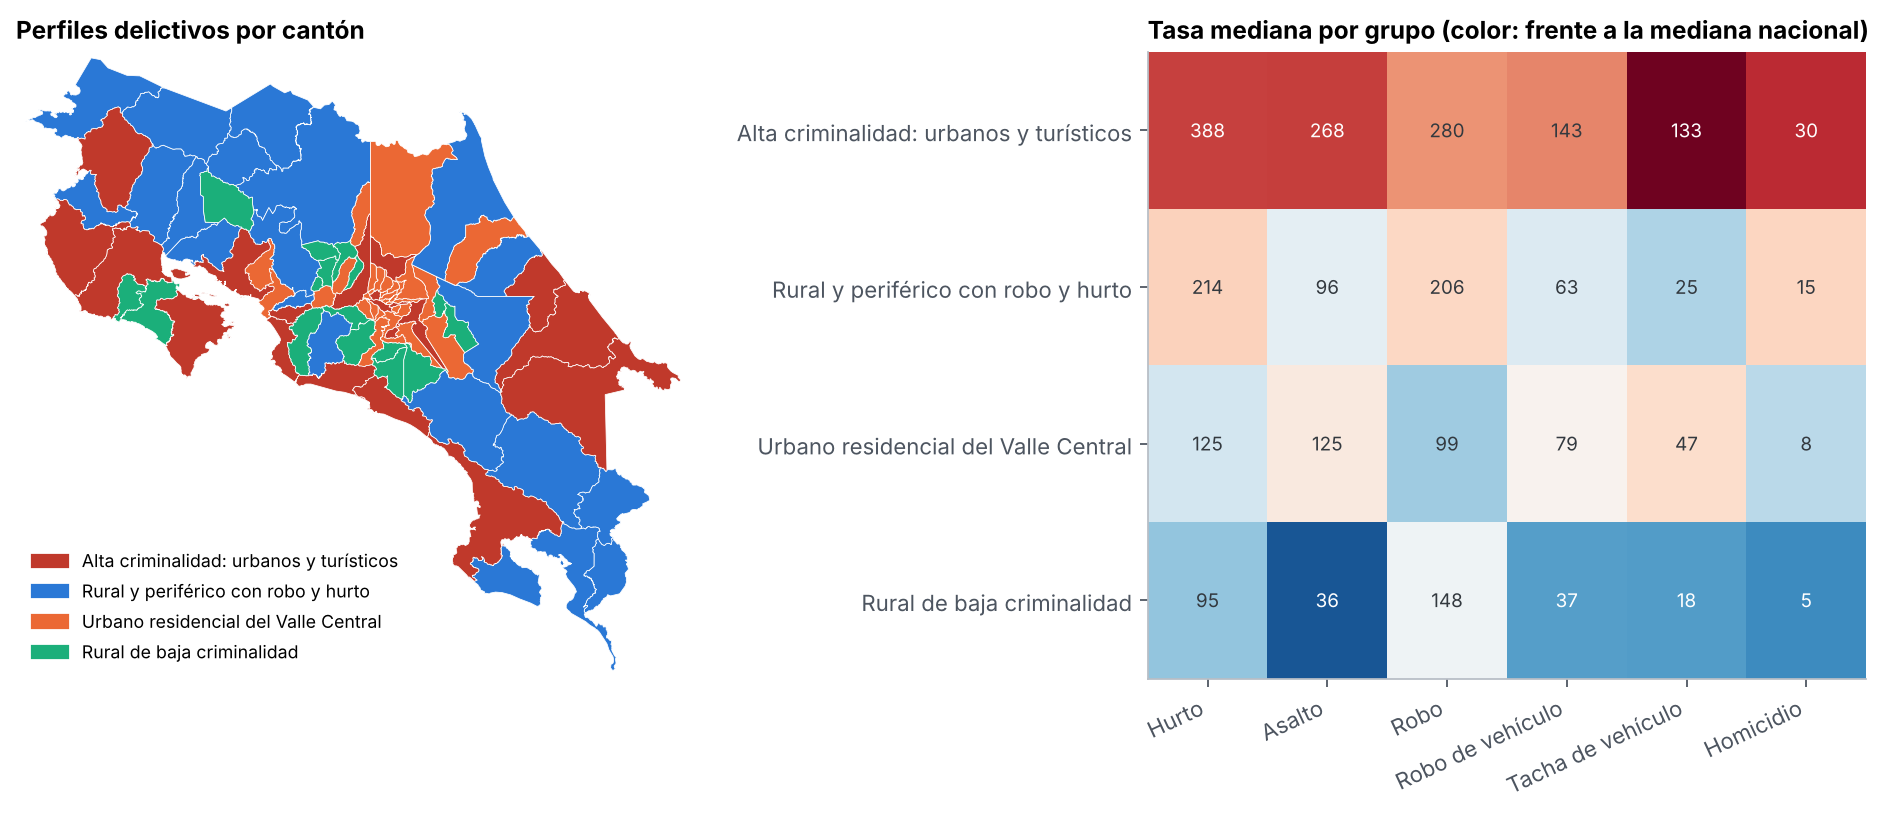 Perfiles delictivos por cantón
Alta criminalidad: urbanos y turísticos
Rural y periférico con robo y hurto
Urbano residencial del Valle Central
Rural de baja criminalidad
Tasa mediana por grupo (color: frente a la mediana nacional)
Alta criminalidad: urbanos y turísticos 388 268 280 143 133 30
Rural y periférico con robo y hurto 214 96 206 63 25 15
Urbano residencial del Valle Central 125 125 99 79 47 8
Rural de baja criminalidad 95 36 148 37 18 5
Hurto
Asalto
Robo
Robo de vehículo
Tacha de vehículo
Homicidio